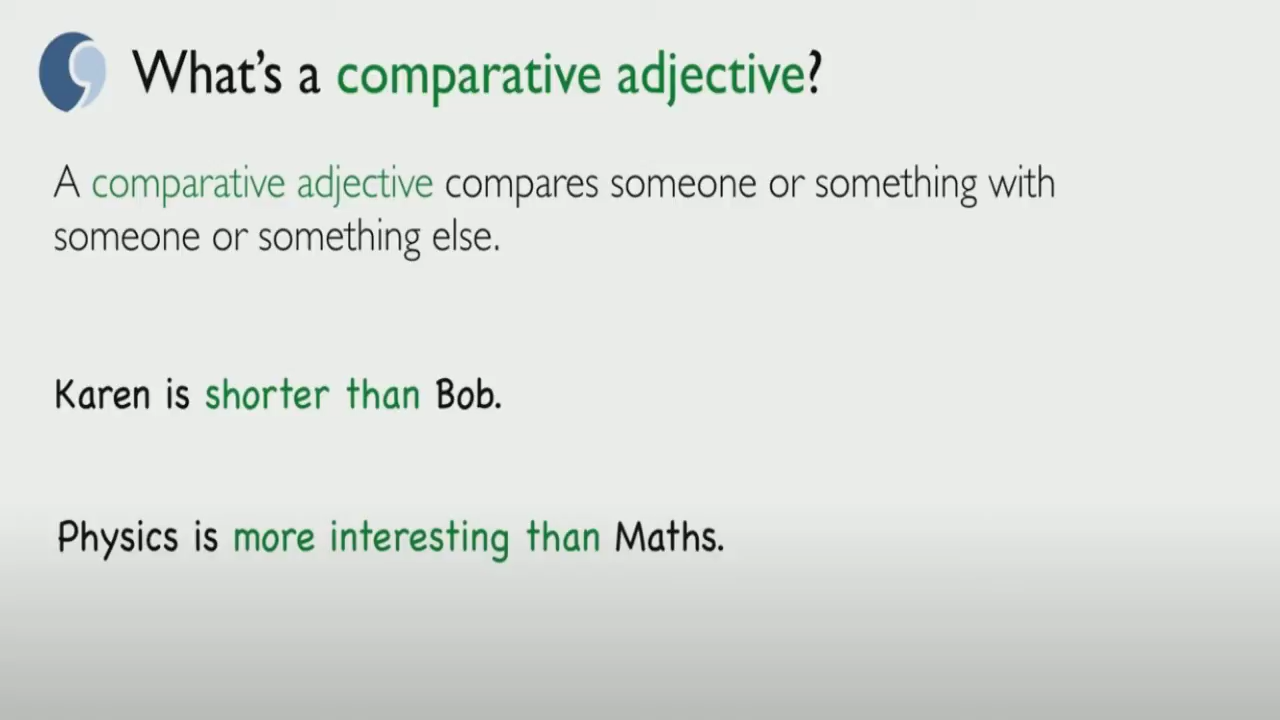 What's a comparative adjective?
A comparative adjective compares someone or something with
someone or something else.
Karen is shorter than Bob.
Physics is more interesting than Maths.